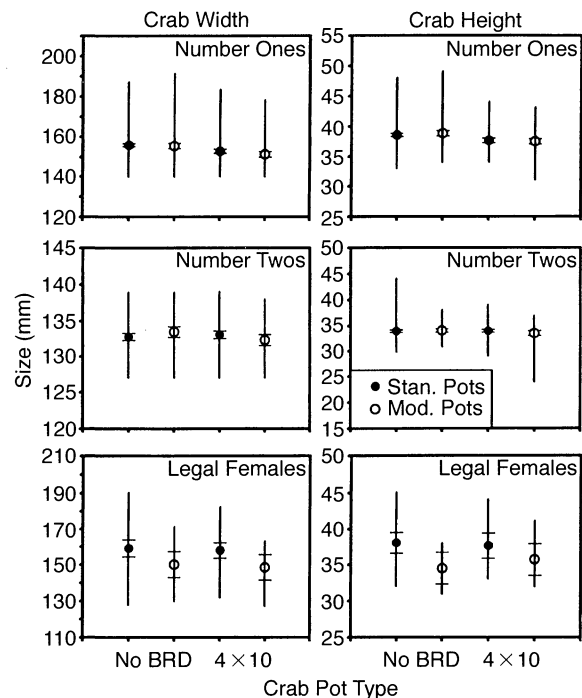 Crab Width Crab Height
210 Number Ones 50 Number Ones
180 45
160 40
35
140 30
120 25
145 Number Twos 50 Number Twos
140 45
40
135 35
130 30
25
125 20
120 15
● Stan. Pots
○ Mod. Pots
Size (mm)
210 Legal Females 50 Legal Females
190 45
170 40
150 35
130 30
110 25
No BRD 4 × 10 No BRD 4 × 10
Crab Pot Type